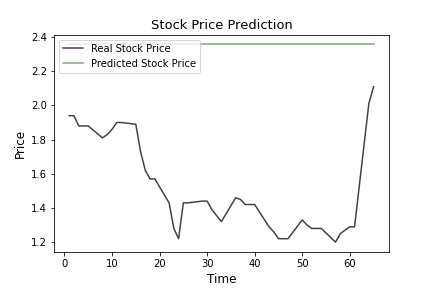 Stock Price Prediction
Real Stock Price
Predicted Stock Price
2.4
2.2
2.0
1.8
1.6
1.4
1.2
Price
0 10 20 30 40 50 60
Time